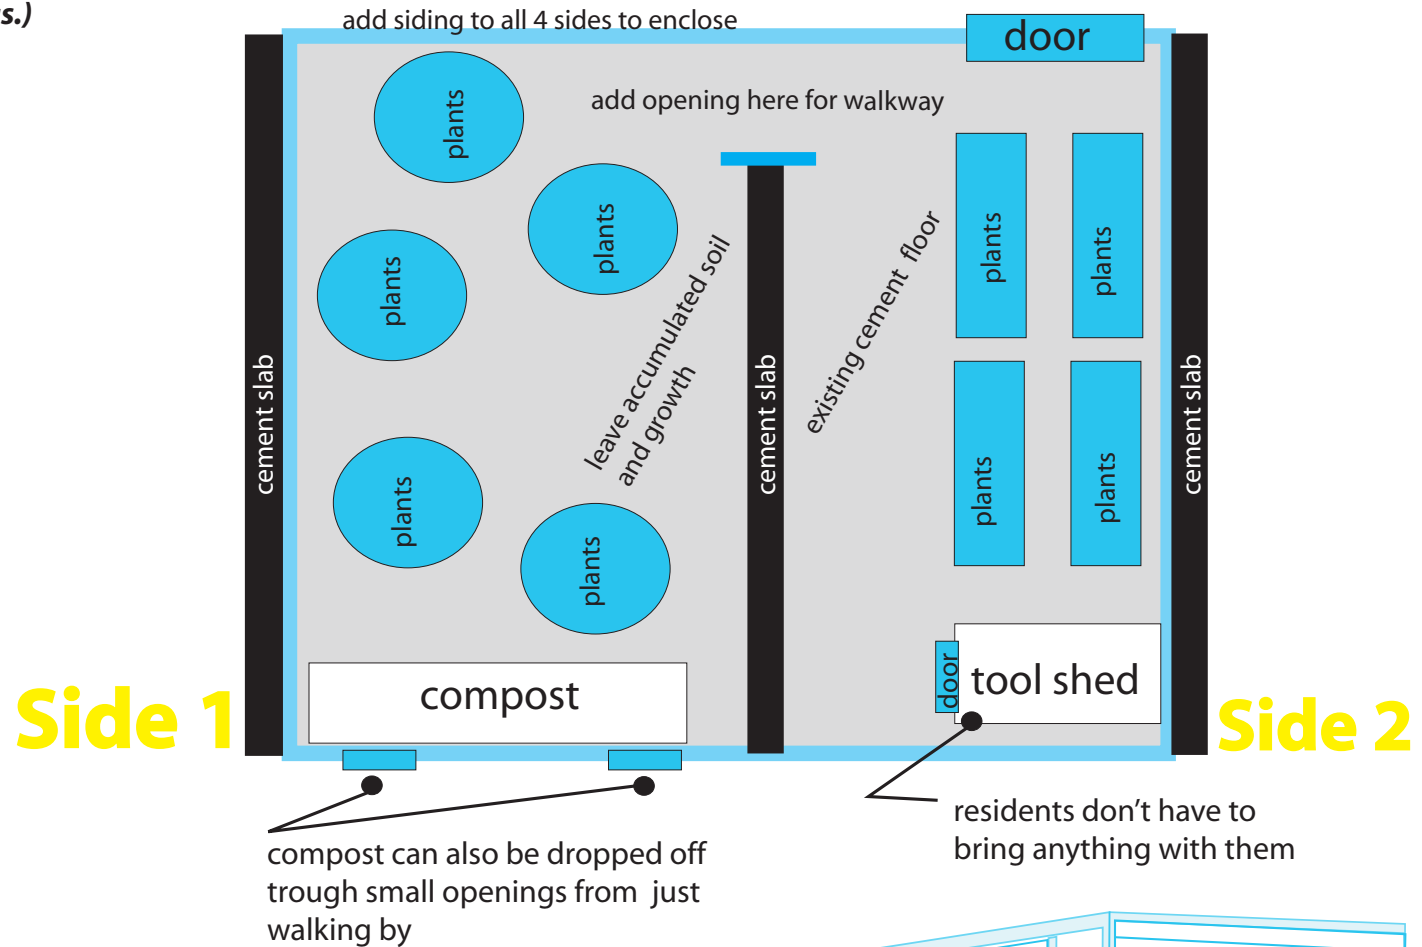 s.)
add siding to all 4 sides to enclose
door
add opening here for walkway
plants
plants
plants
plants
plants
leave accumulated soil
and growth
existing cement floor
plants
plants
plants
plants
cement slab
cement slab
cement slab
compost
door
tool shed
Side 1
Side 2
residents don’t have to
bring anything with them
compost can also be dropped off
trough small openings from just
walking by